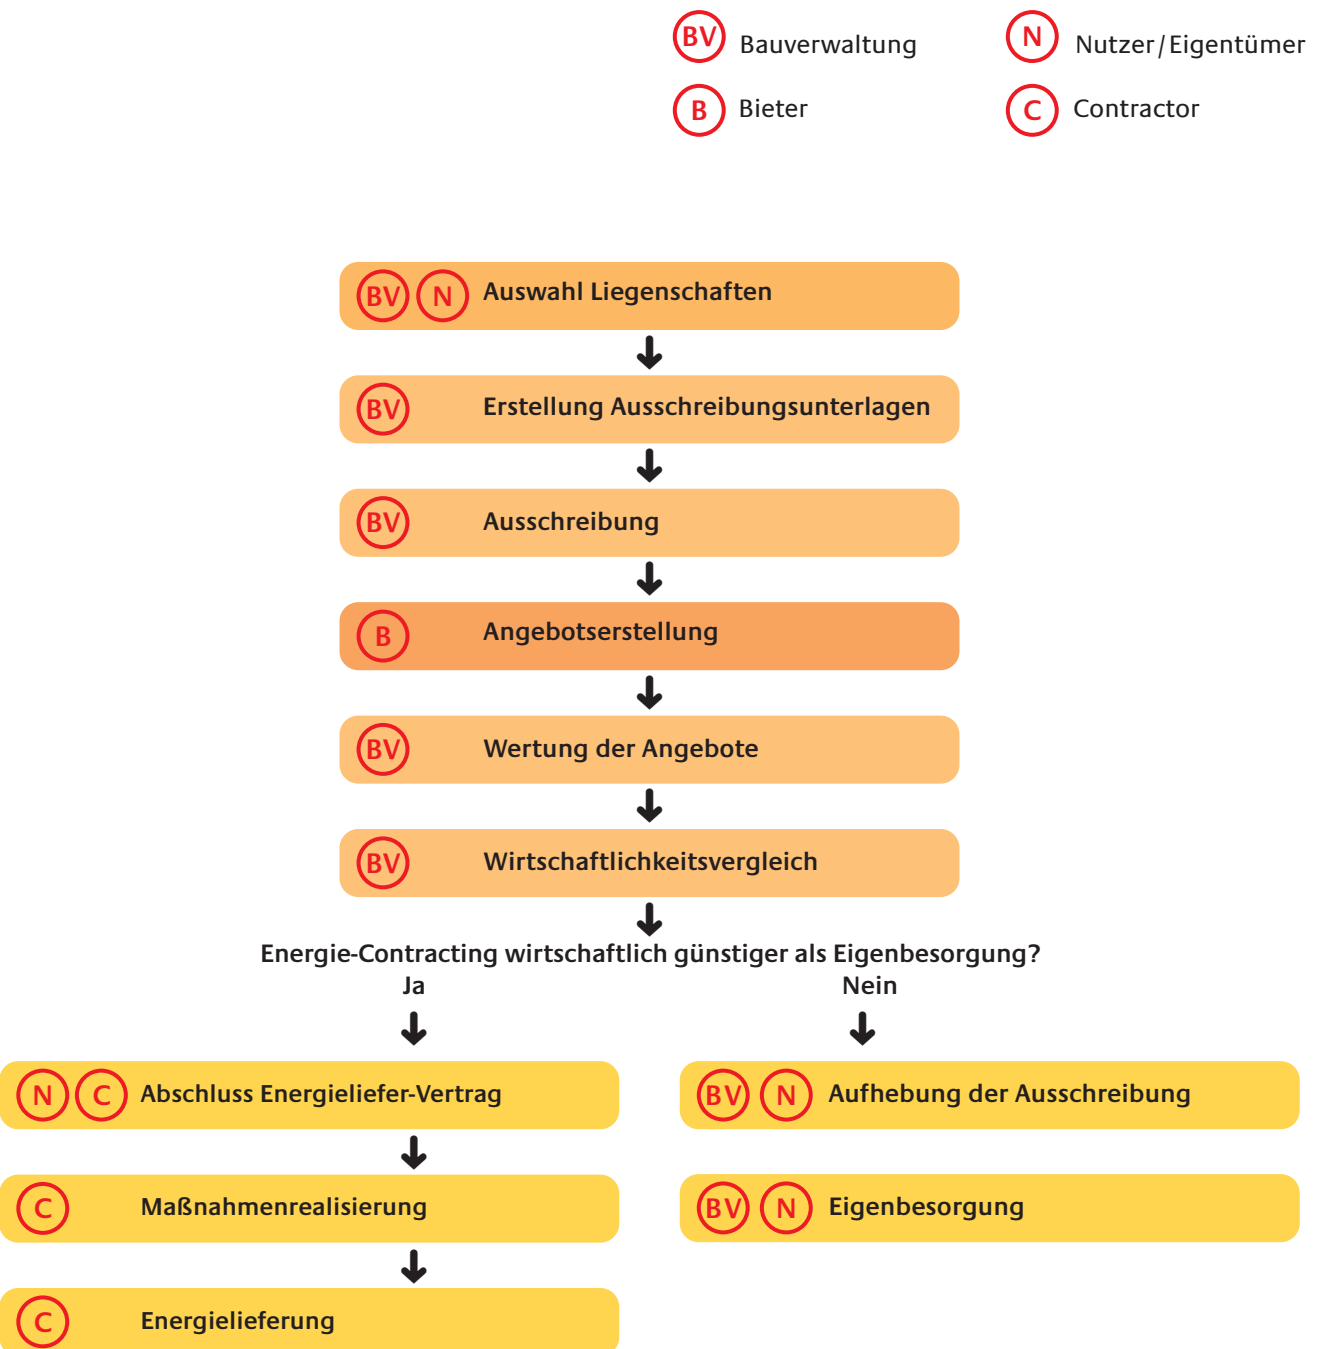 BV Bauverwaltung
N Nutzer/Eigentümer
B Bieter
C Contractor
BV N Auswahl Liegenschaften
BV Erstellung Ausschreibungsunterlagen
BV Ausschreibung
B Angebotserstellung
BV Wertung der Angebote
BV Wirtschaftlichkeitsvergleich
Energie-Contracting wirtschaftlich günstiger als Eigenbesorgung?
Ja
Nein
N C Abschluss Energieliefer-Vertrag
BV N Aufhebung der Ausschreibung
C Maßnahmenrealisierung
BV N Eigenbesorgung
C Energielieferung